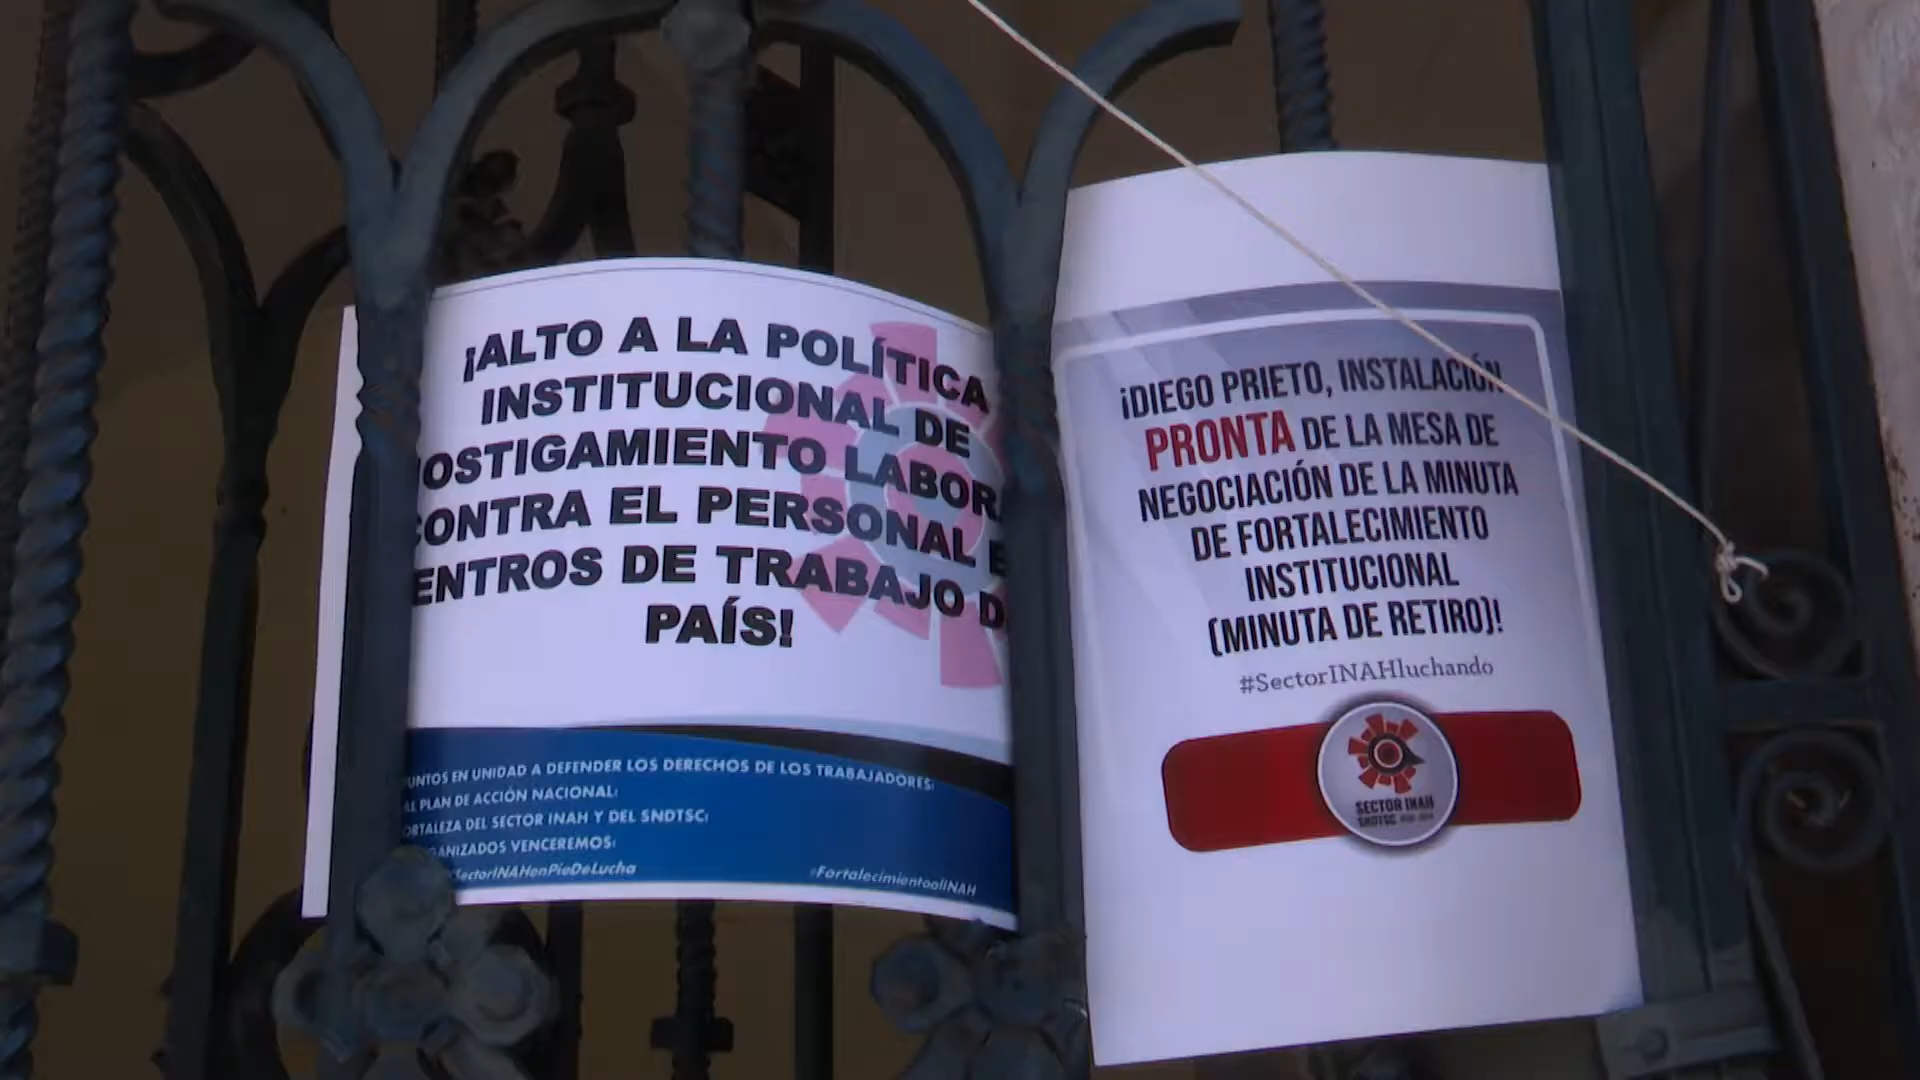 ¡ALTO A LA POLÍTICA
INSTITUCIONAL DE
OSTIGAMIENTO LABOR
CONTRA EL PERSONAL E
ENTROS DE TRABAJO D
PAÍS!
UNTOS EN UNIDAD A DEFENDER LOS DERECHOS DE LOS TRABAJADORES:
AL PLAN DE ACCIÓN NACIONAL:
ORTALEZA DEL SECTOR INAH Y DEL SNDTSC:
GANIZADOS VENCEREMOS:
SectorINAHenPieDeLucha
#FortalecimientoalINAH
¡DIEGO PRIETO, INSTALACIÓN
PRONTA DE LA MESA DE
NEGOCIACIÓN DE LA MINUTA
DE FORTALECIMIENTO
INSTITUCIONAL
(MINUTA DE RETIRO)!
#SectorINAHluchando
SECTOR INAH
SNDTSC